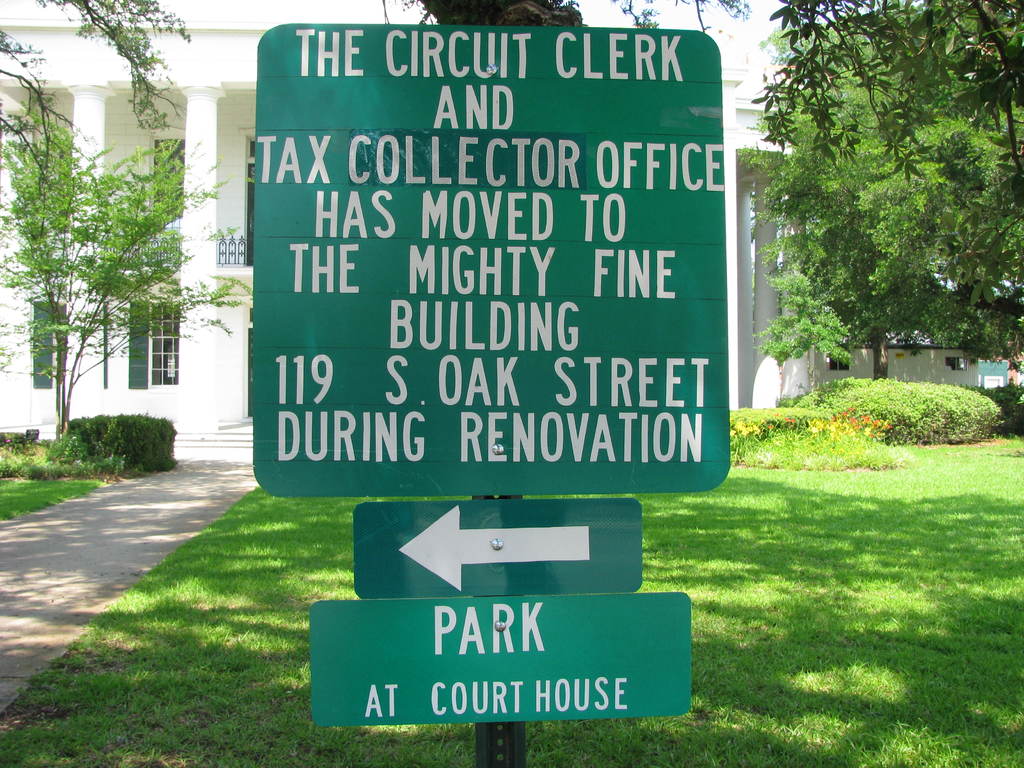 THE CIRCUIT CLERK
AND
TAX COLLECTOR OFFICE
HAS MOVED TO
THE MIGHTY FINE
BUILDING
119 S. OAK STREET
DURING RENOVATION
PARK
AT COURT HOUSE